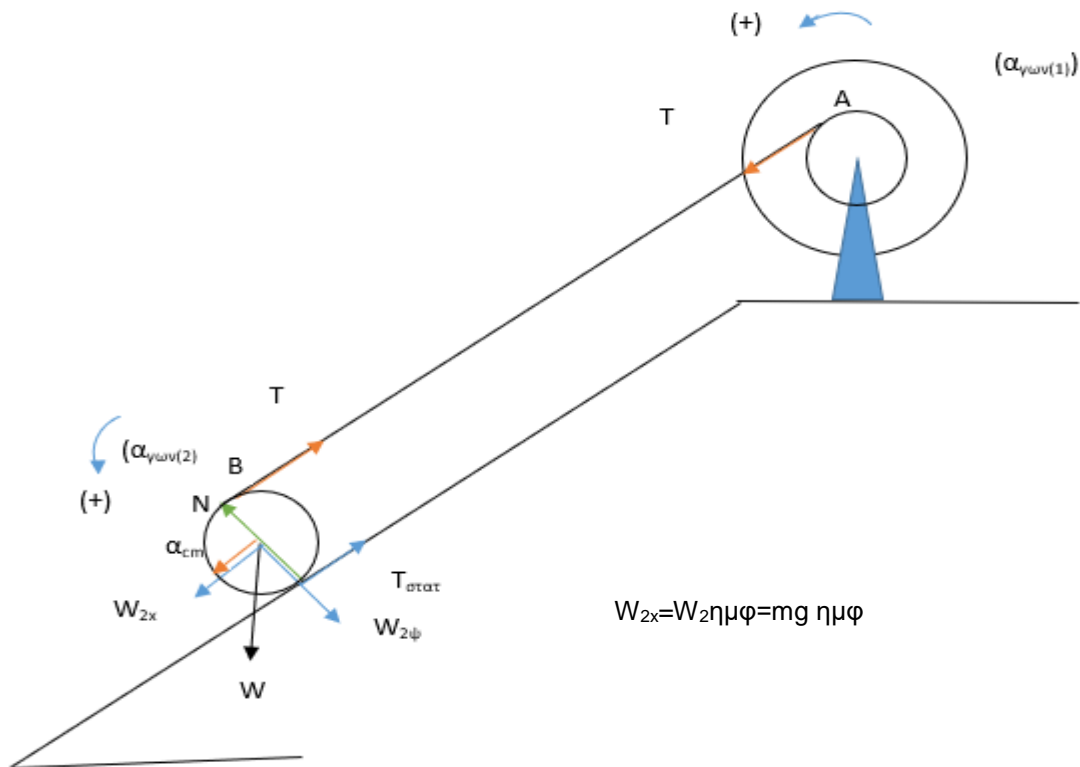 (+)
(αγων(1))
A
T
T
(αγων(2)
B
(+)
N
αcm
Tστατ
W2x
W2ψ
W2x=W2ημφ=mg ημφ
W